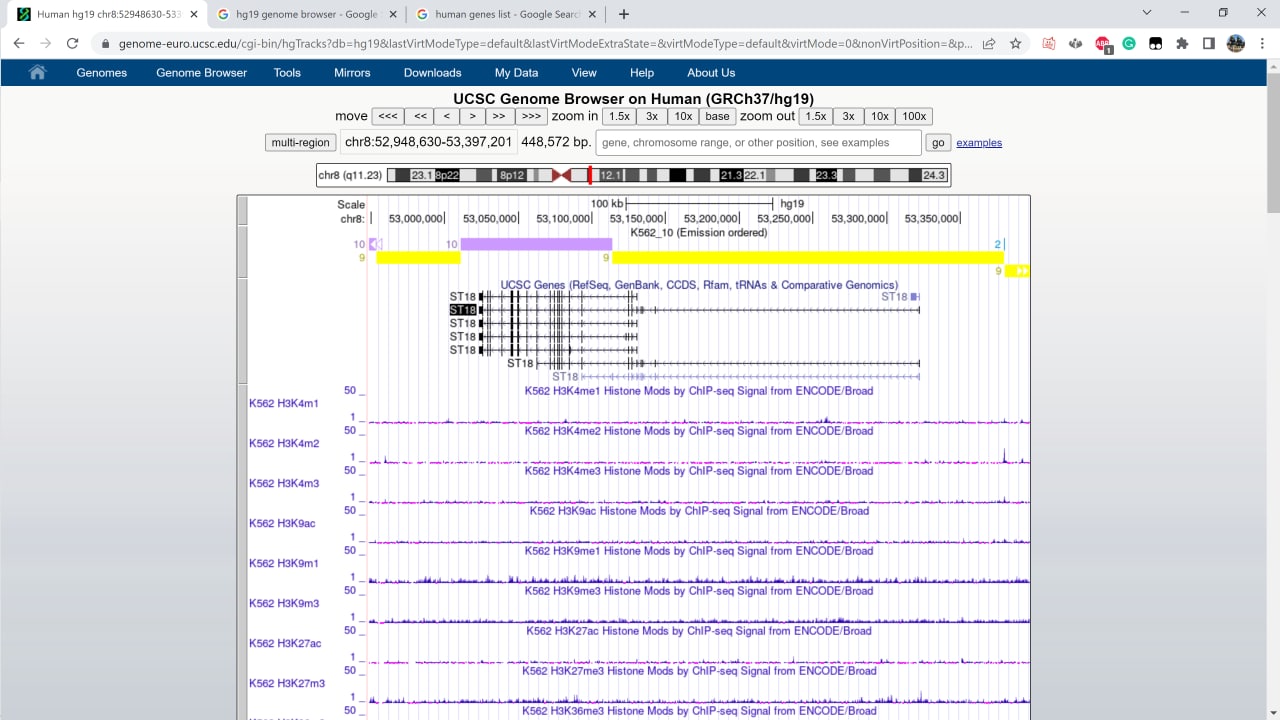 Human hg19 chr8:52948630-533
hg19 genome browser - Google
human genes list - Google Search
genome-euro.ucsc.edu/cgi-bin/hgTracks?db=hg19&lastVirtModeType=default&lastVirtModeExtraState=&virtModeType=default&virtMode=0&nonVirtPosition=&p...
ABP 1
Genomes Genome Browser Tools Mirrors Downloads My Data View Help About Us
UCSC Genome Browser on Human (GRCh37/hg19)
move <<< << < > >> >>> zoom in 1.5x 3x 10x base zoom out 1.5x 3x 10x 100x
multi-region chr8:52,948,630-53,397,201 448,572 bp. gene, chromosome range, or other position, see examples go examples
chr8 (q11.23) 23.1 8p22 8p12 12.1 21.3 22.1 23.3 24.3
Scale 100 kb hg19
chr8: 53,000,000 53,050,000 53,100,000 53,150,000 53,200,000 53,250,000 53,300,000 53,350,000
K562_10 (Emission ordered)
10 10 2
9 9
9
UCSC Genes (RefSeq, GenBank, CCDS, Rfam, tRNAs & Comparative Genomics)
ST18 ST18
ST18
ST18
ST18
ST18
ST18
ST18
K562 H3K4me1 Histone Mods by ChIP-seq Signal from ENCODE/Broad
50
K562 H3K4m1
1
K562 H3K4me2 Histone Mods by ChIP-seq Signal from ENCODE/Broad
50
K562 H3K4m2
1
K562 H3K4me3 Histone Mods by ChIP-seq Signal from ENCODE/Broad
50
K562 H3K4m3
1
K562 H3K9ac Histone Mods by ChIP-seq Signal from ENCODE/Broad
50
K562 H3K9ac
1
K562 H3K9me1 Histone Mods by ChIP-seq Signal from ENCODE/Broad
50
K562 H3K9m1
1
K562 H3K9me3 Histone Mods by ChIP-seq Signal from ENCODE/Broad
50
K562 H3K9m3
1
K562 H3K27ac Histone Mods by ChIP-seq Signal from ENCODE/Broad
50
K562 H3K27ac
1
K562 H3K27me3 Histone Mods by ChIP-seq Signal from ENCODE/Broad
50
K562 H3K27m3
1
K562 H3K36me3 Histone Mods by ChIP-seq Signal from ENCODE/Broad
50